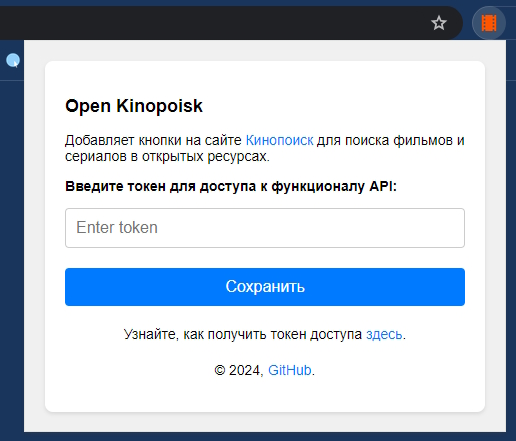 Open Kinopoisk
Добавляет кнопки на сайте Кинопоиск для поиска фильмов и
сериалов в открытых ресурсах.
Введите токен для доступа к функционалу API:
Enter token
Сохранить
Узнайте, как получить токен доступа здесь.
© 2024, GitHub.